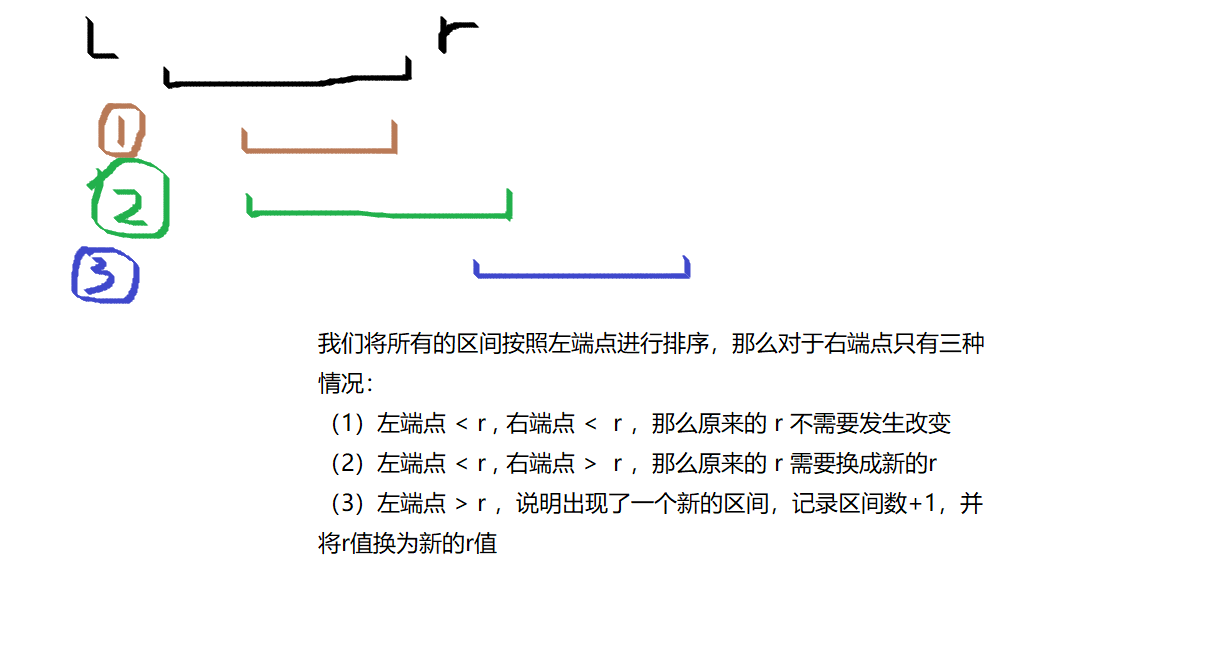 L r
①
②
③
我们将所有的区间按照左端点进行排序，那么对于右端点只有三种
情况：
（1）左端点 < r , 右端点 < r ，那么原来的 r 不需要发生改变
（2）左端点 < r , 右端点 > r ，那么原来的 r 需要换成新的r
（3）左端点 > r ，说明出现了一个新的区间，记录区间数+1，并
将r值换为新的r值